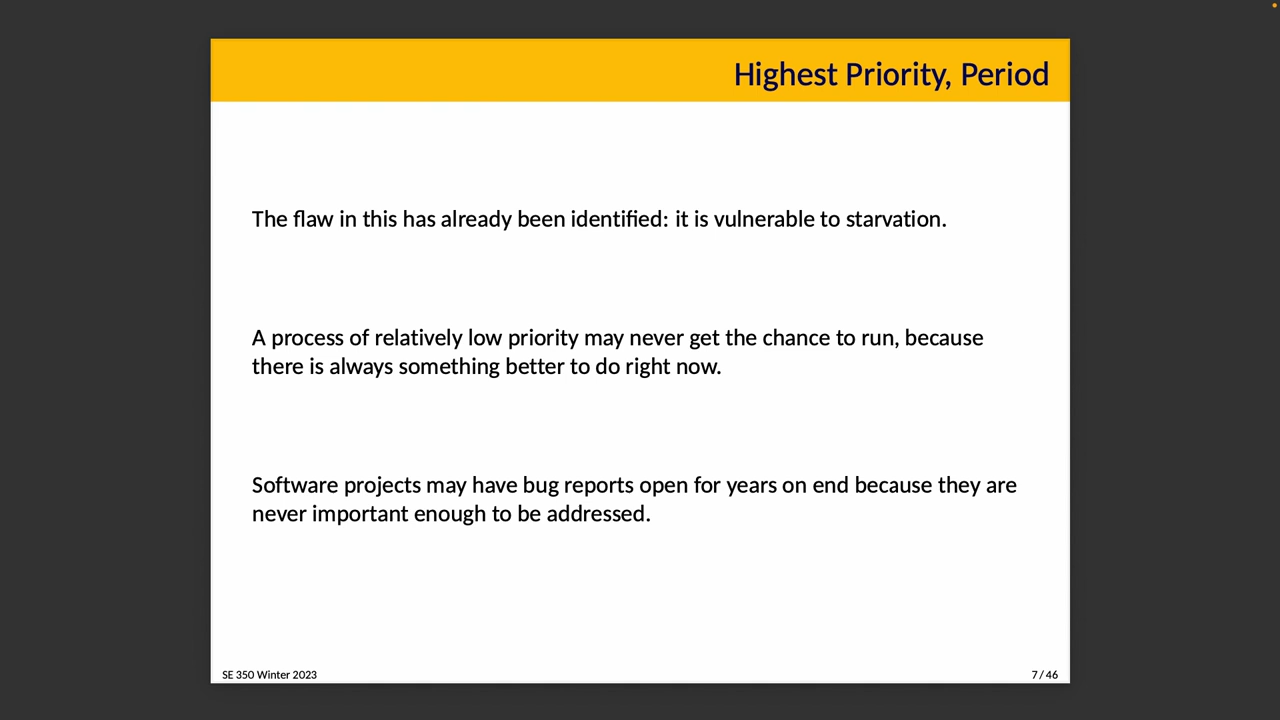 Highest Priority, Period
The flaw in this has already been identified: it is vulnerable to starvation.
A process of relatively low priority may never get the chance to run, because
there is always something better to do right now.
Software projects may have bug reports open for years on end because they are
never important enough to be addressed.
SE 350 Winter 2023
7 / 46